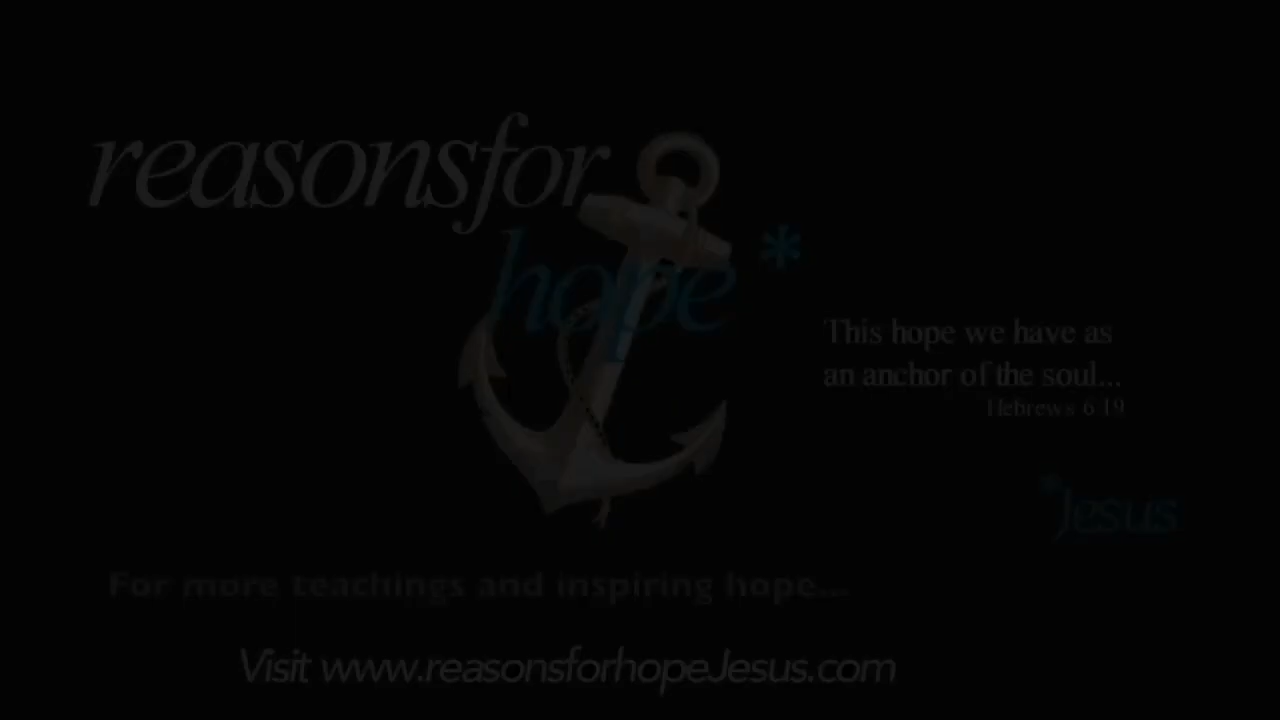 reasonsfor
hope*
This hope we have as
an anchor of the soul...
Hebrews 6:19
*Jesus
For more teachings and inspiring hope...
Visit www.reasonsforhopeJesus.com